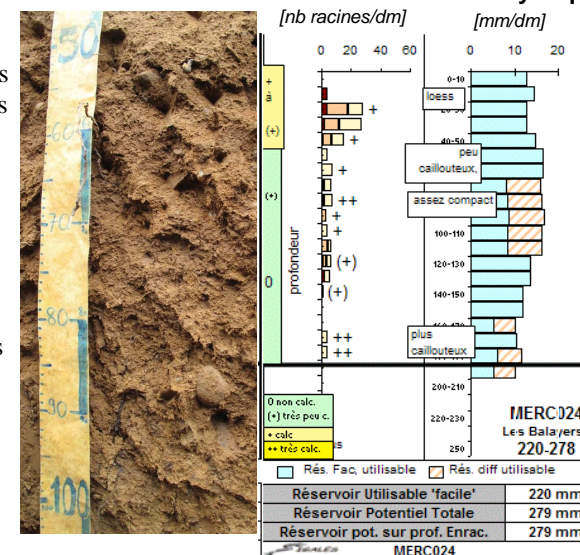 [nb racines/dm]
[mm/dm]
0 20 40 60
0 10 20
50
60
70
80
90
100
+
à
(+)
(+)
0
profondeur
+
+
+
++
+
+
(+)
(+)
++
++
0-10
loess
40-50
peu
caillouteux,
assez compact
100-110
120-130
140-150
plus
caillouteux
200-210
220-230
250
0 non calc.
(+) très peu c.
+ calc
++ très calc.
MERC024
Les Balayers
220-278
Rés. Fac, utilisable
Rés. diff utilisable
Réservoir Utilisable 'facile' 220 mm
Réservoir Potentiel Totale 279 mm
Réservoir pot. sur prof. Enrac. 279 mm
SIGALES
MERC024